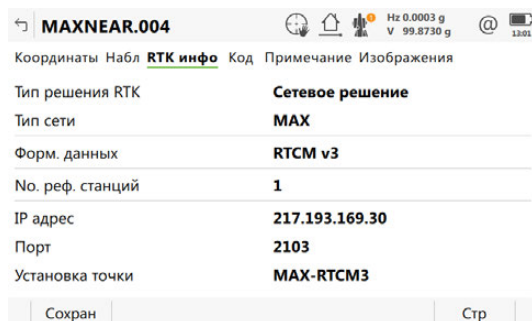 MAXNEAR.004
Hz 0.0003 g
V 99.8730 g
@
13:01
Координаты Набл RTK инфо Код Примечание Изображения
Тип решения RTK Сетевое решение
Тип сети MAX
Форм. данных RTCM v3
No. реф. станций 1
IP адрес 217.193.169.30
Порт 2103
Установка точки MAX-RTCM3
Сохран Стр